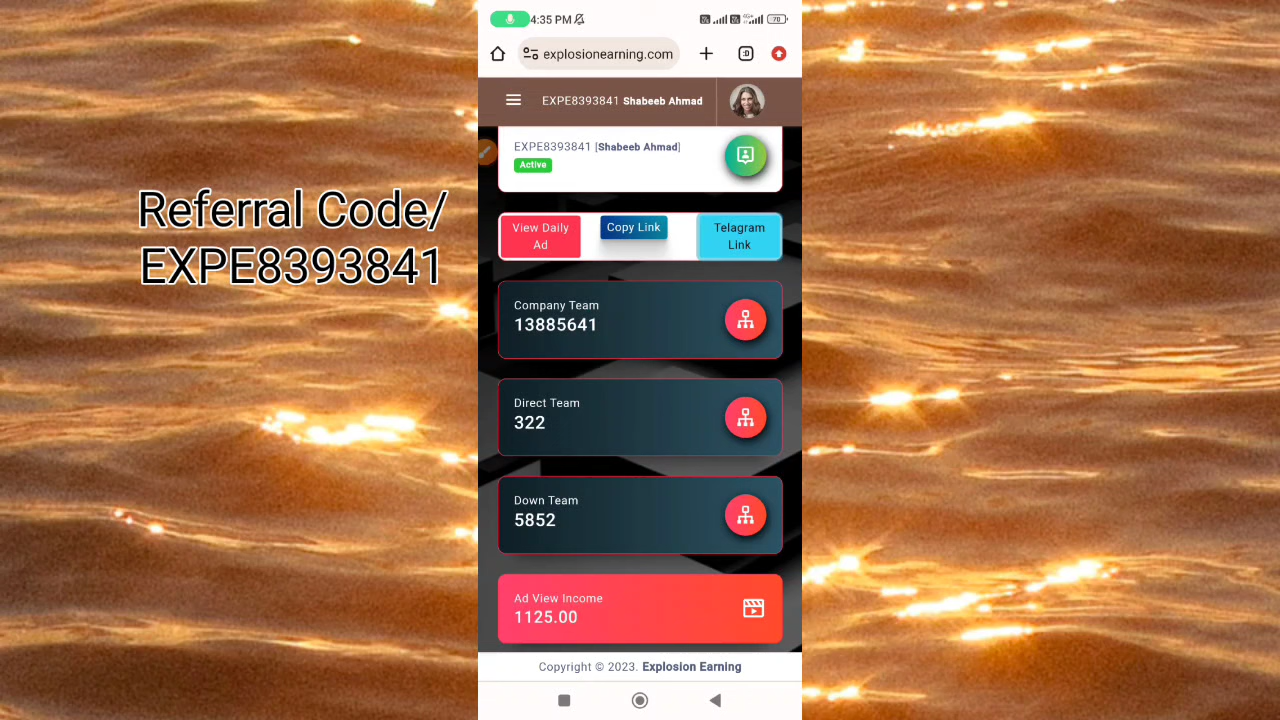 4:35 PM
4G+
70
explosionearning.com
:D
EXPE8393841 Shabeeb Ahmad
EXPE8393841 [Shabeeb Ahmad]
Active
Referral Code/
EXPE8393841
View Daily
Ad
Copy Link
Telagram
Link
Company Team
13885641
Direct Team
322
Down Team
5852
Ad View Income
1125.00
Copyright © 2023. Explosion Earning